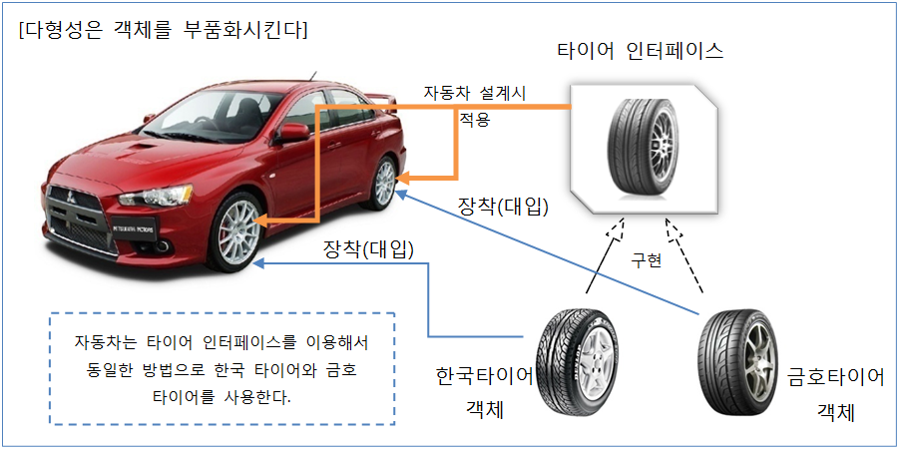 [다형성은 객체를 부품화시킨다]
타이어 인터페이스
자동차 설계시
적용
장착(대입)
장착(대입)
구현
자동차는 타이어 인터페이스를 이용해서
동일한 방법으로 한국 타이어와 금호
타이어를 사용한다.
한국타이어
객체
금호타이어
객체